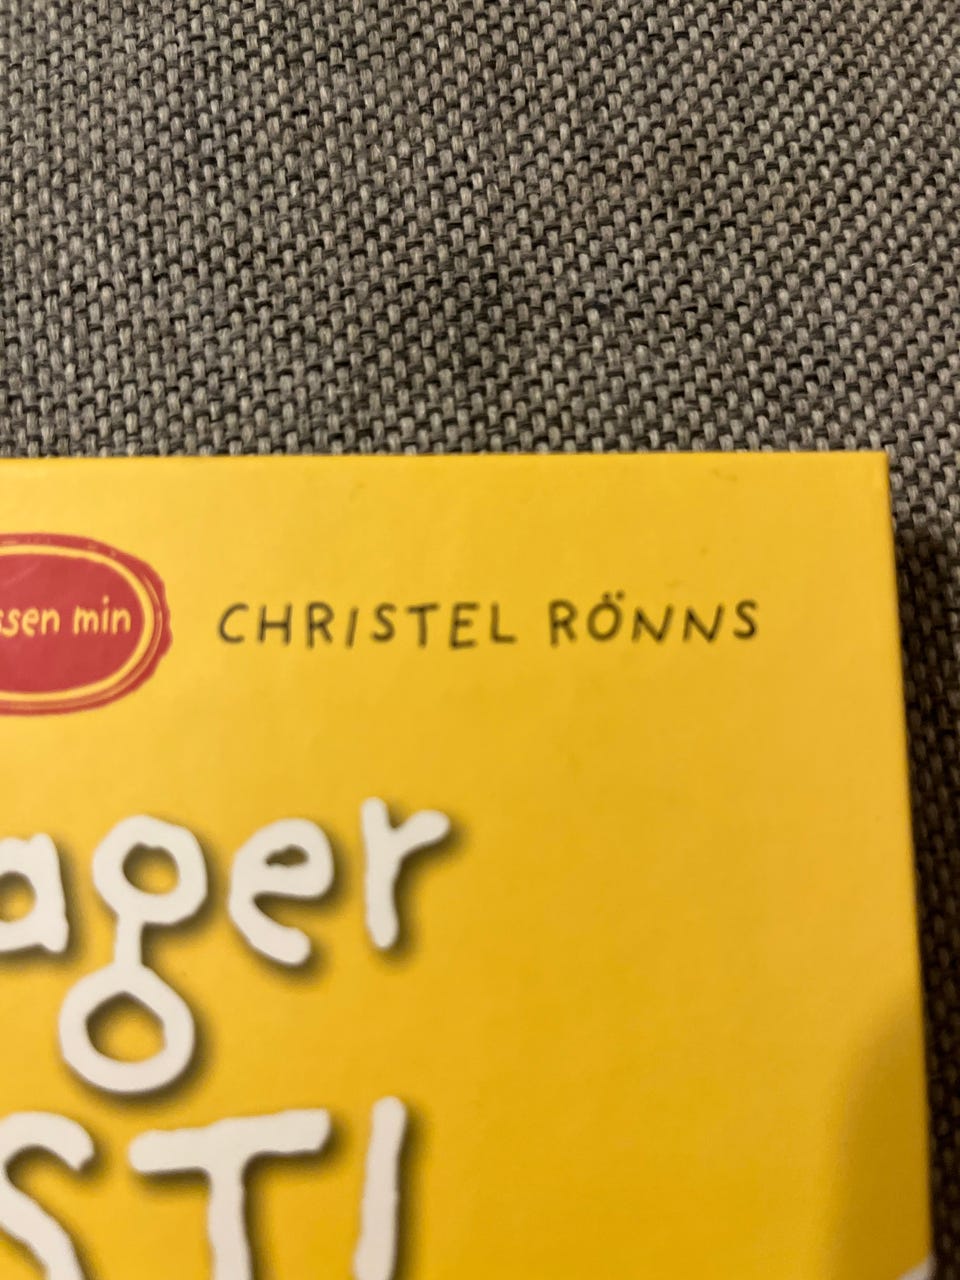 ssen min
CHRISTEL RÖNNS
ager
ST!